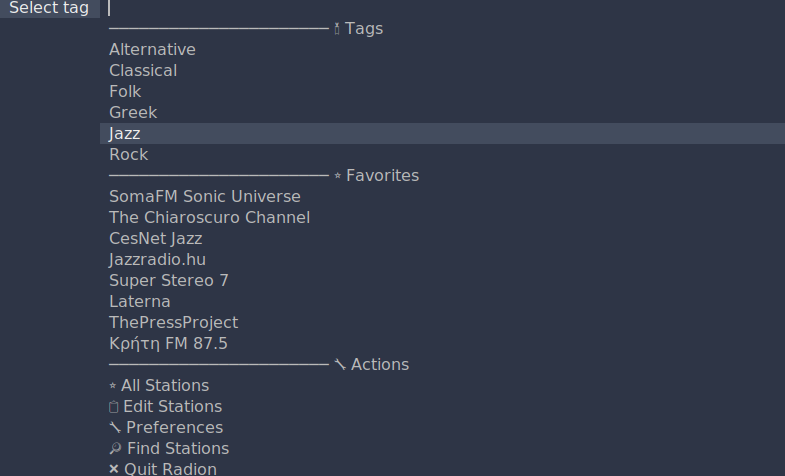 Select tag
Tags
Alternative
Classical
Folk
Greek
Jazz
Rock
Favorites
SomaFM Sonic Universe
The Chiaroscuro Channel
CesNet Jazz
Jazzradio.hu
Super Stereo 7
Laterna
ThePressProject
Κρήτη FM 87.5
Actions
All Stations
Edit Stations
Preferences
Find Stations
Quit Radion